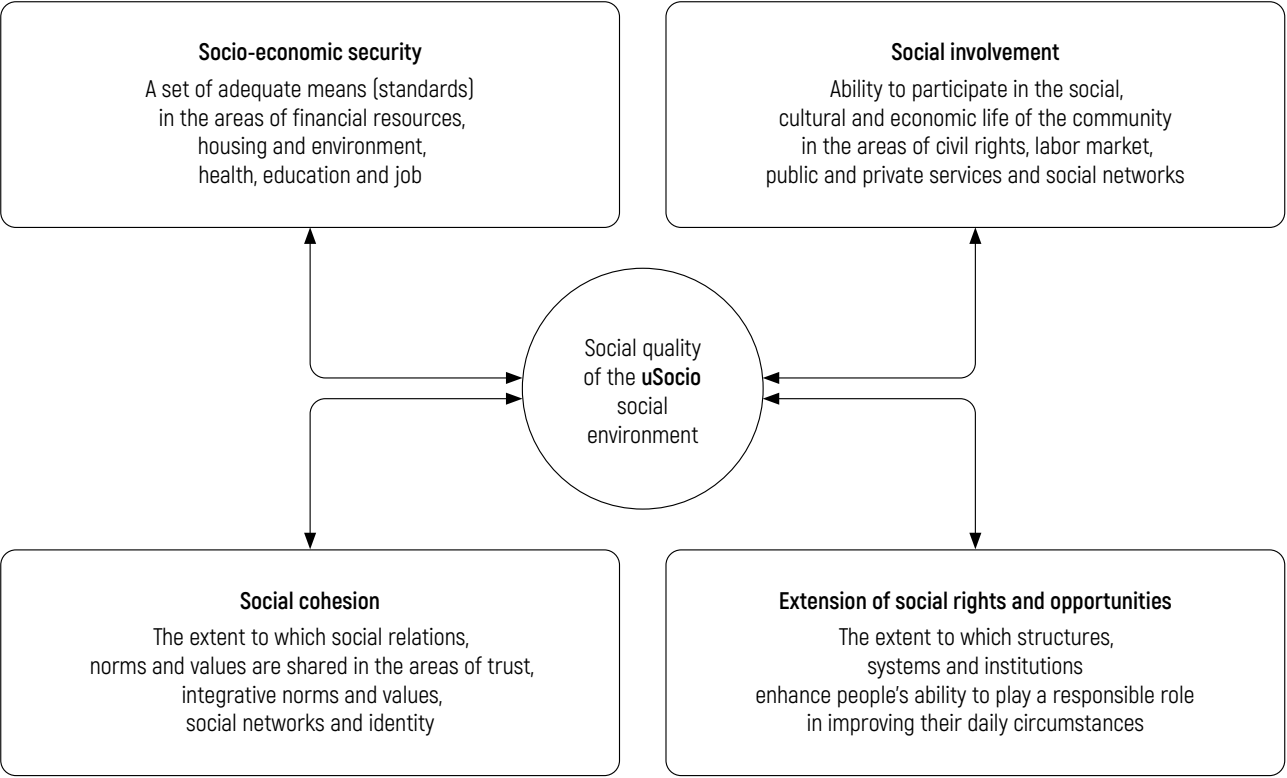 Socio-economic security
A set of adequate means (standards)
in the areas of financial resources,
housing and environment,
health, education and job
Social involvement
Ability to participate in the social,
cultural and economic life of the community
in the areas of civil rights, labor market,
public and private services and social networks
Social quality
of the uSocio
social
environment
Social cohesion
The extent to which social relations,
norms and values are shared in the areas of trust,
integrative norms and values,
social networks and identity
Extension of social rights and opportunities
The extent to which structures,
systems and institutions
enhance people’s ability to play a responsible role
in improving their daily circumstances